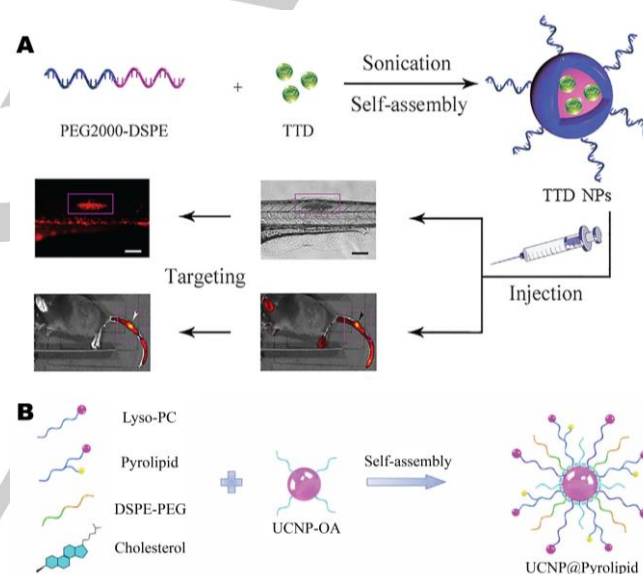 A
Sonication
+
Self-assembly
PEG2000-DSPE
TTD
TTD NPs
Targeting
Injection
B
Lyso-PC
Pyrolipid
Self-assembly
DSPE-PEG
UCNP-OA
Cholesterol
UCNP@Pyrolipid